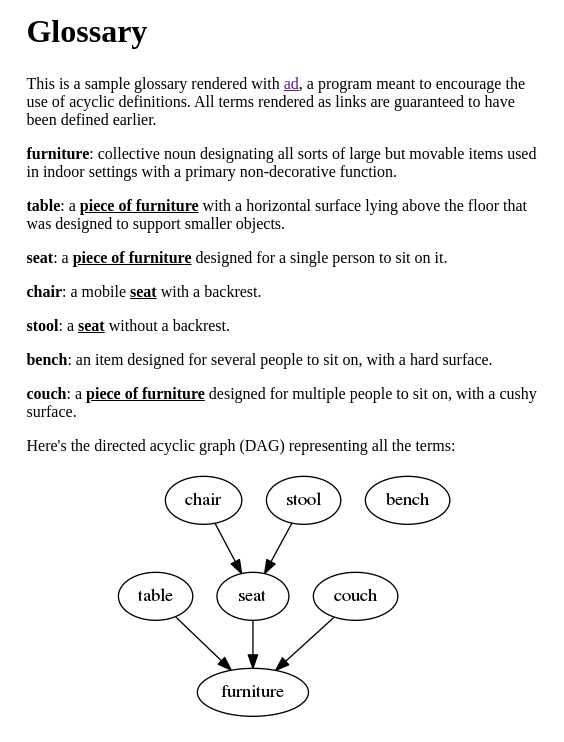 Glossary
This is a sample glossary rendered with ad, a program meant to encourage the
use of acyclic definitions. All terms rendered as links are guaranteed to have
been defined earlier.
furniture: collective noun designating all sorts of large but movable items used
in indoor settings with a primary non-decorative function.
table: a piece of furniture with a horizontal surface lying above the floor that
was designed to support smaller objects.
seat: a piece of furniture designed for a single person to sit on it.
chair: a mobile seat with a backrest.
stool: a seat without a backrest.
bench: an item designed for several people to sit on, with a hard surface.
couch: a piece of furniture designed for multiple people to sit on, with a cushy
surface.
Here's the directed acyclic graph (DAG) representing all the terms:
chair stool bench
table seat couch
furniture